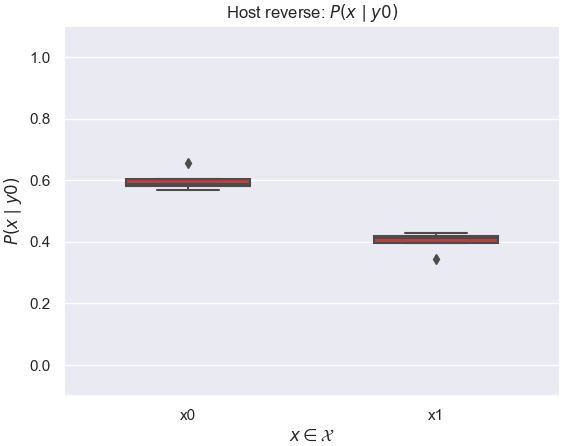 Host reverse: P(x | y0)
1.0
0.8
0.6
0.4
0.2
0.0
P(x | y0)
x0 x1
x ∈ 𝒳